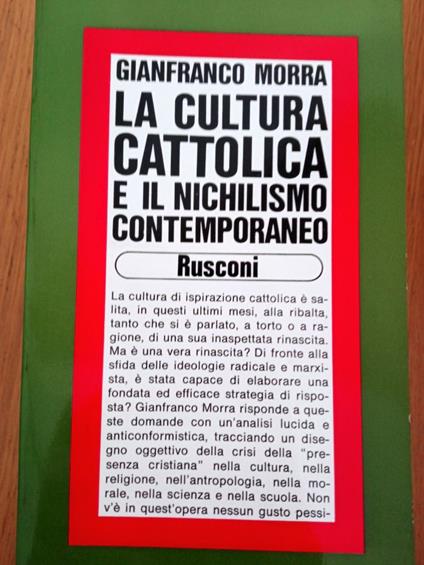 GIANFRANCO MORRA
LA CULTURA
CATTOLICA
E IL NICHILISMO
CONTEMPORANEO
Rusconi
La cultura di ispirazione cattolica è sa-
lita, in questi ultimi mesi, alla ribalta,
tanto che si è parlato, a torto o a ra-
gione, di una sua inaspettata rinascita.
Ma è una vera rinascita? Di fronte alla
sfida delle ideologie radicale e marxi-
sta, è stata capace di elaborare una
fondata ed efficace strategia di rispo-
sta? Gianfranco Morra risponde a que-
ste domande con un'analisi lucida e
anticonformistica, tracciando un dise-
gno oggettivo della crisi della "pre-
senza cristiana" nella cultura, nella
religione, nell'antropologia, nella mo-
rale, nella scienza e nella scuola. Non
v'è in quest'opera nessun gusto pessi-